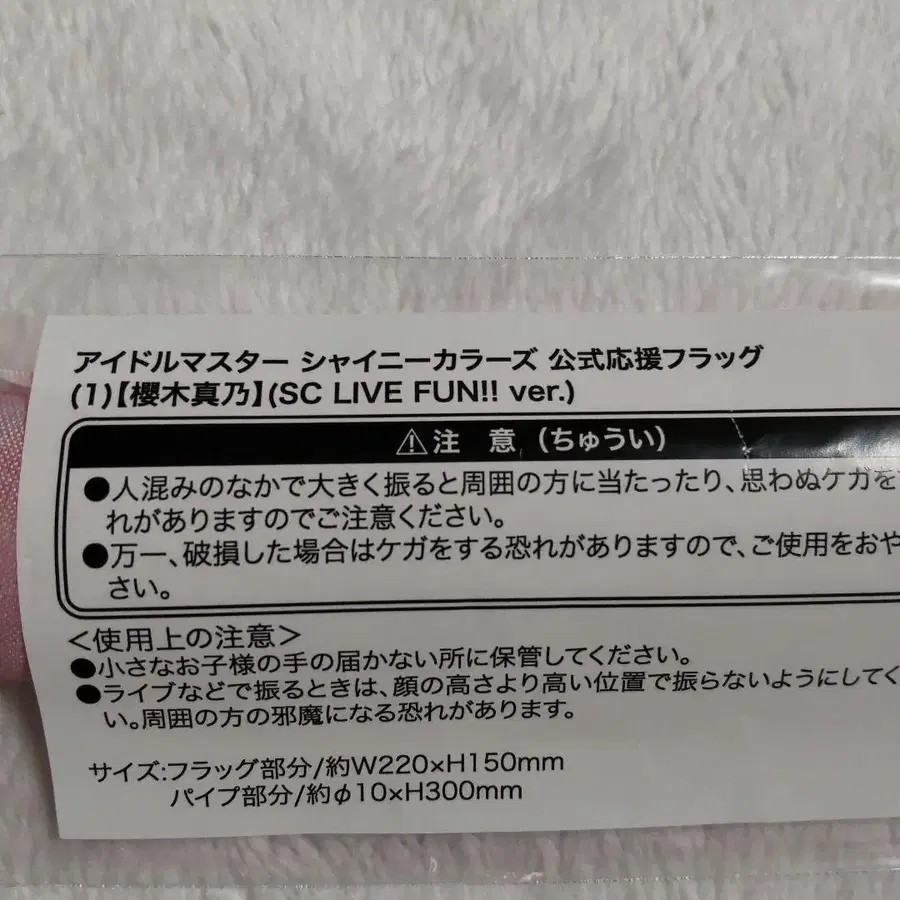 アイドルマスター シャイニーカラーズ 公式応援フラッグ
(1)【櫻木真乃】(SC LIVE FUN!! ver.)
⚠注 意（ちゅうい）
●人混みのなかで大きく振ると周囲の方に当たったり、思わぬケガを
れがありますのでご注意ください。
●万一、破損した場合はケガをする恐れがありますので、ご使用をおや
さい。
＜使用上の注意＞
●小さなお子様の手の届かない所に保管してください。
●ライブなどで振るときは、顔の高さより高い位置で振らないようにしてく
い。周囲の方の邪魔になる恐れがあります。
サイズ:フラッグ部分/約W220×H150mm
パイプ部分/約φ10×H300mm